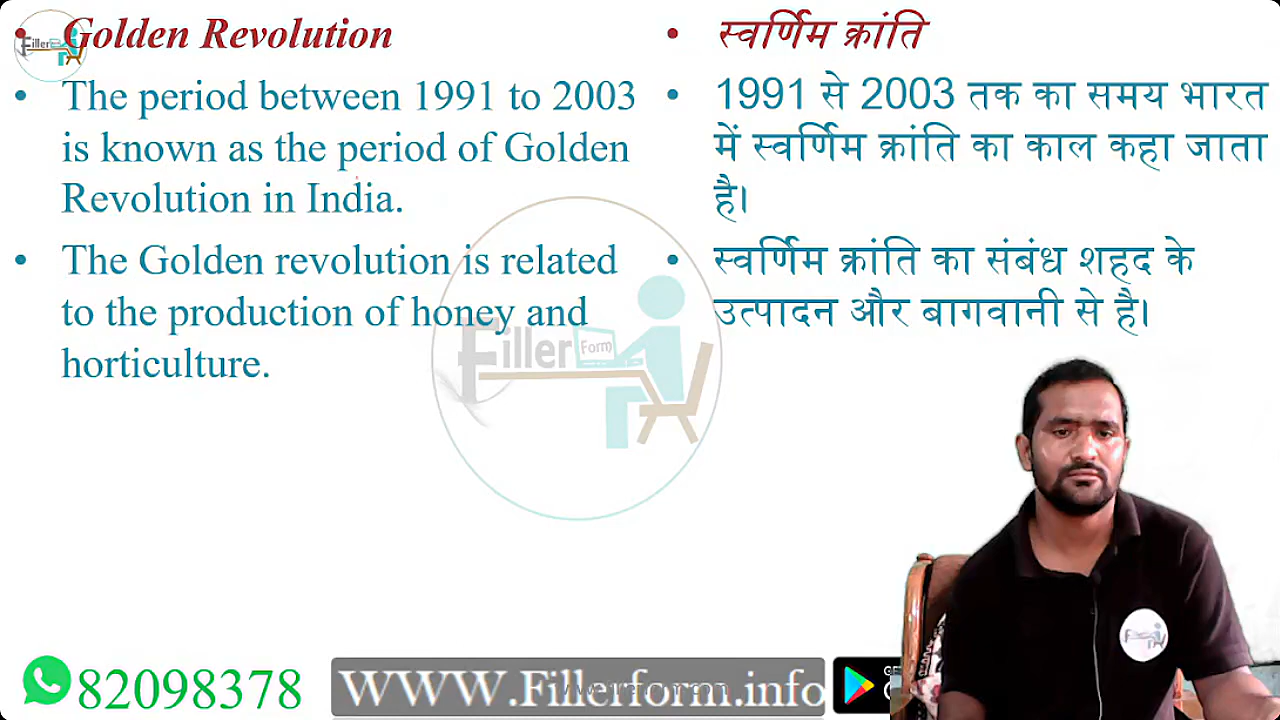 Golden Revolution
The period between 1991 to 2003
is known as the period of Golden
Revolution in India.
The Golden revolution is related
to the production of honey and
horticulture.
स्वर्णिम क्रांति
1991 से 2003 तक का समय भारत
में स्वर्णिम क्रांति का काल कहा जाता
है।
स्वर्णिम क्रांति का संबंध शहद के
उत्पादन और बागवानी से है।
Filler Form
82098378
www.Fillerform.info